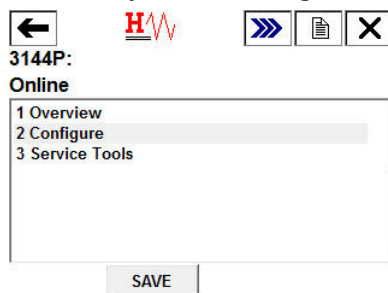 H
3144P:
Online
1 Overview
2 Configure
3 Service Tools
SAVE